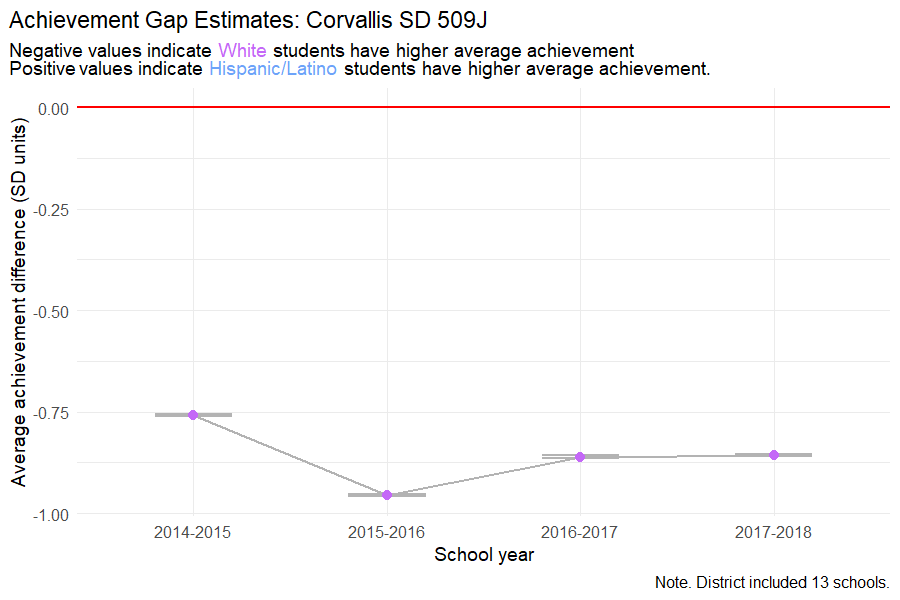 Achievement Gap Estimates: Corvallis SD 509J
Negative values indicate White students have higher average achievement
Positive values indicate Hispanic/Latino students have higher average achievement.
Average achievement difference (SD units)
0.00
-0.25
-0.50
-0.75
-1.00
2014-2015 2015-2016 2016-2017 2017-2018
School year
Note. District included 13 schools.